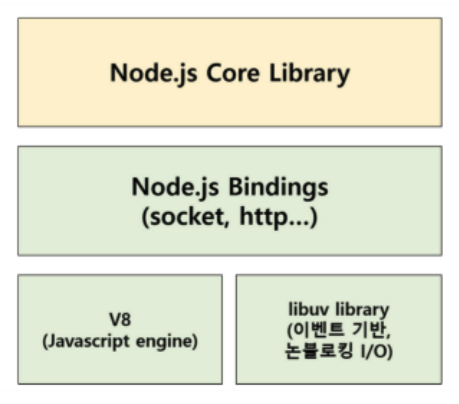 Node.js Core Library
Node.js Bindings
(socket, http...)
V8
(Javascript engine)
libuv library
(이벤트 기반,
논블로킹 I/O)